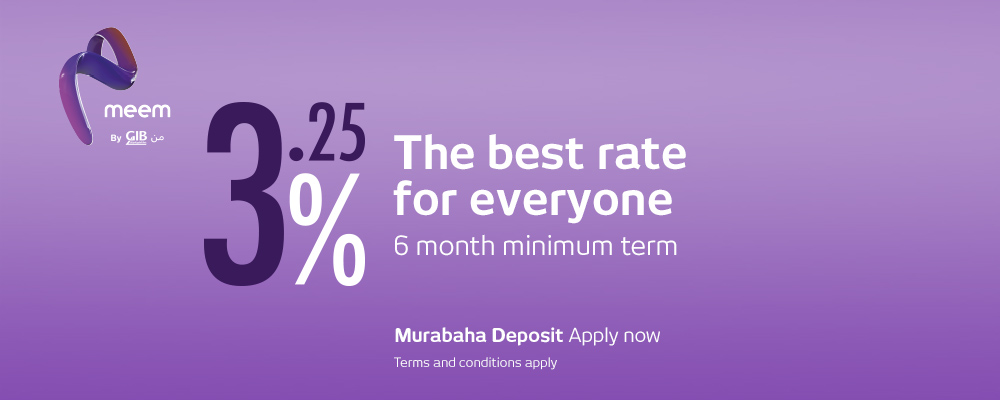 meem
By GIB من
3.25%
The best rate
for everyone
6 month minimum term
Murabaha Deposit Apply now
Terms and conditions apply